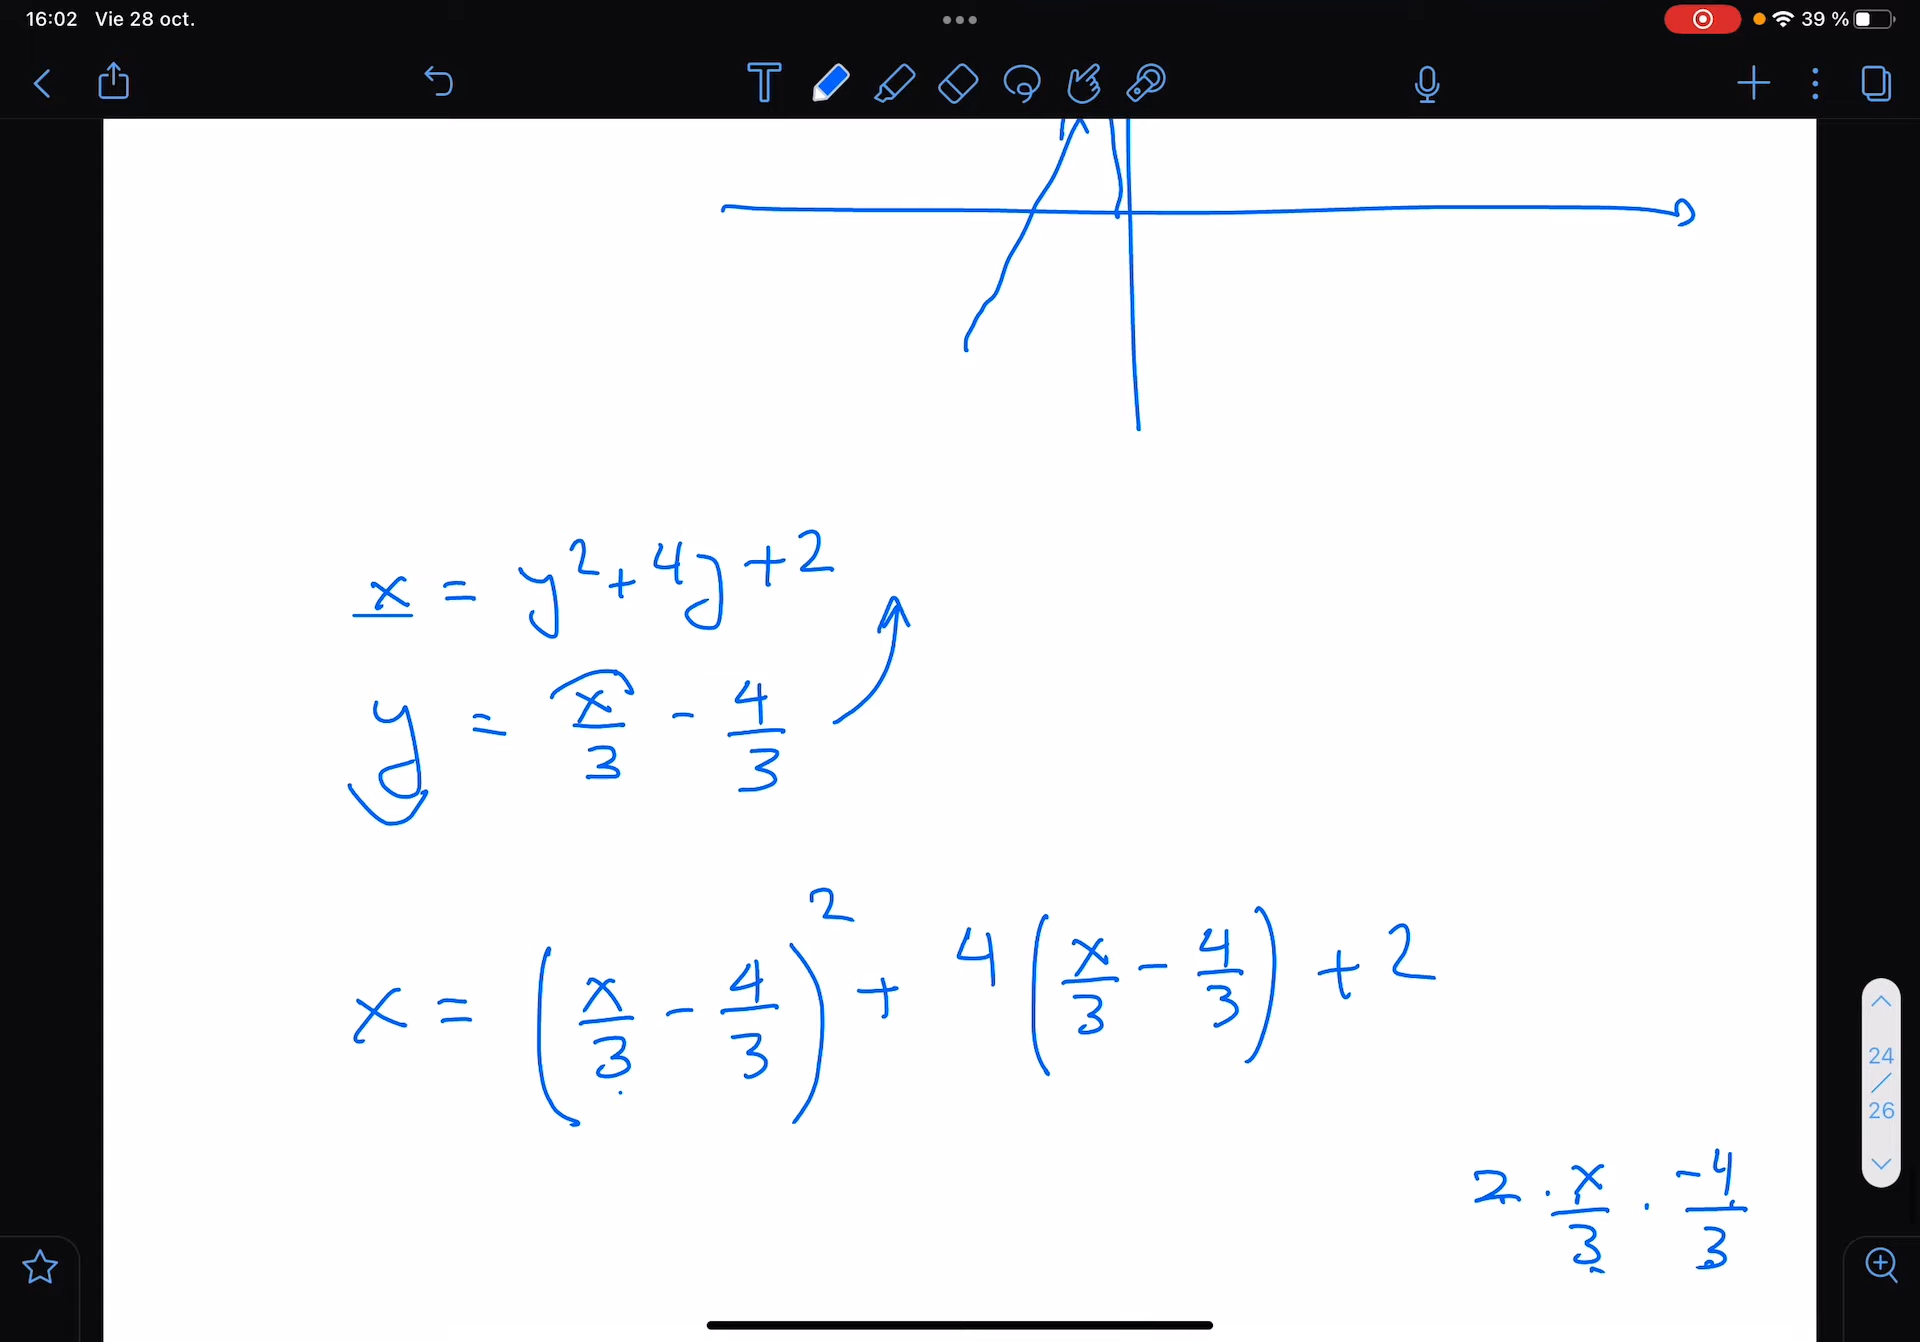 16:02 Vie 28 oct.
39 %
T
x = y² + 4y + 2
y = x/3 - 4/3
x = (x/3 - 4/3)² + 4(x/3 - 4/3) + 2
24 / 26
2 · x/3 · -4/3